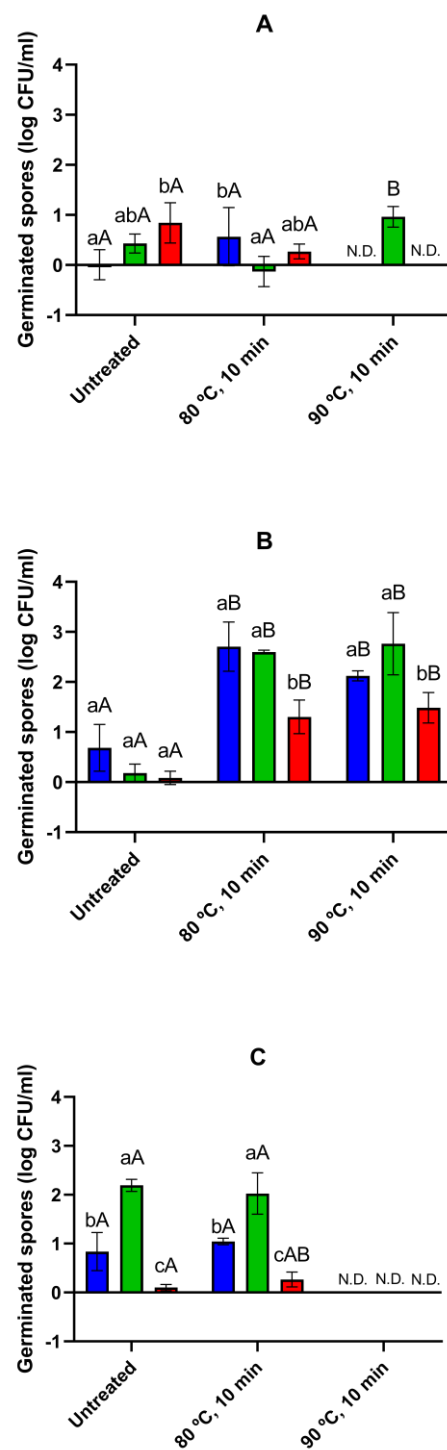 A
Germinated spores (log CFU/ml)
4
3
2
1
0
-1
aA
abA
bA
bA
aA
abA
N.D.
B
N.D.
Untreated
80 ºC, 10 min
90 ºC, 10 min
B
Germinated spores (log CFU/ml)
4
3
2
1
0
-1
aA
aA
aA
aB
aB
bB
aB
aB
bB
Untreated
80 ºC, 10 min
90 ºC, 10 min
C
Germinated spores (log CFU/ml)
4
3
2
1
0
-1
bA
aA
cA
bA
aA
cAB
N.D. N.D. N.D.
Untreated
80 ºC, 10 min
90 ºC, 10 min